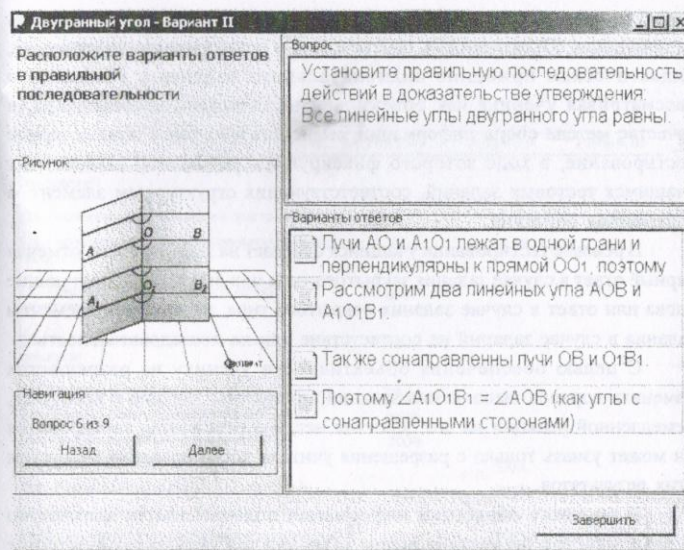 Двугранный угол - Вариант II
Расположите варианты ответов
в правильной
последовательности
Вопрос
Установите правильную последовательность
действий в доказательстве утверждения:
Все линейные углы двугранного угла равны.
Рисунок
O
A
B
O1
A1
B1
Варианты ответов
Лучи AO и A1O1 лежат в одной грани и
перпендикулярны к прямой OO1, поэтому
Рассмотрим два линейных угла AOB и
A1O1B1.
Также сонаправленны лучи OB и O1B1.
Поэтому ∠A1O1B1 = ∠AOB (как углы с
сонаправленными сторонами)
Навигация
Вопрос 6 из 9
Назад
Далее
Завершить